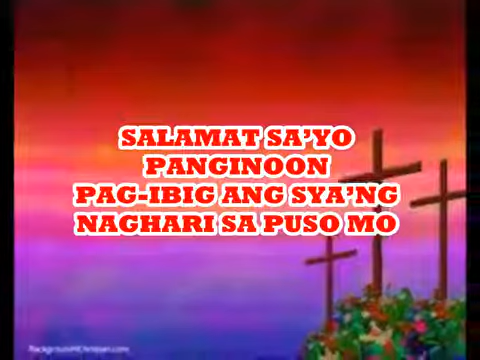 SALAMAT SA'YO
PANGINOON
PAG-IBIG ANG SYA'NG
NAGHARI SA PUSO MO